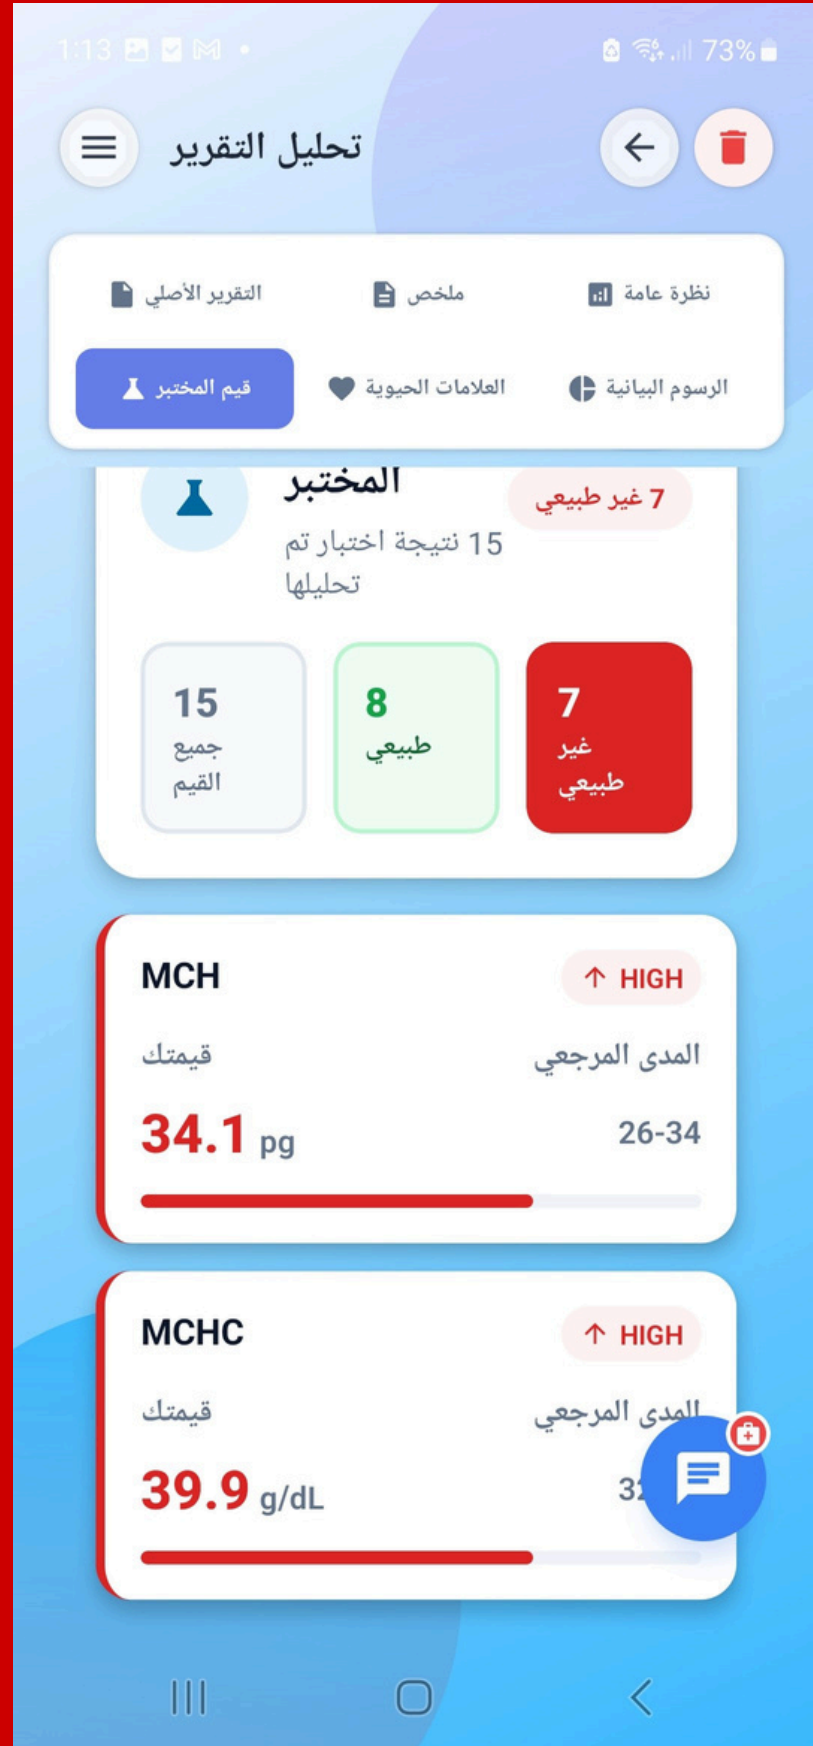 1:13
73%
تحليل التقرير
نظرة عامة
ملخص
التقرير الأصلي
الرسوم البيانية
العلامات الحيوية
قيم المختبر
المختبر
7 غير طبيعي
15 نتيجة اختبار تم
تحليلها
7
غير
طبيعي
8
طبيعي
15
جميع
القيم
MCH
↑ HIGH
قيمتك
المدى المرجعي
34.1 pg
26-34
MCHC
↑ HIGH
قيمتك
المدى المرجعي
39.9 g/dL